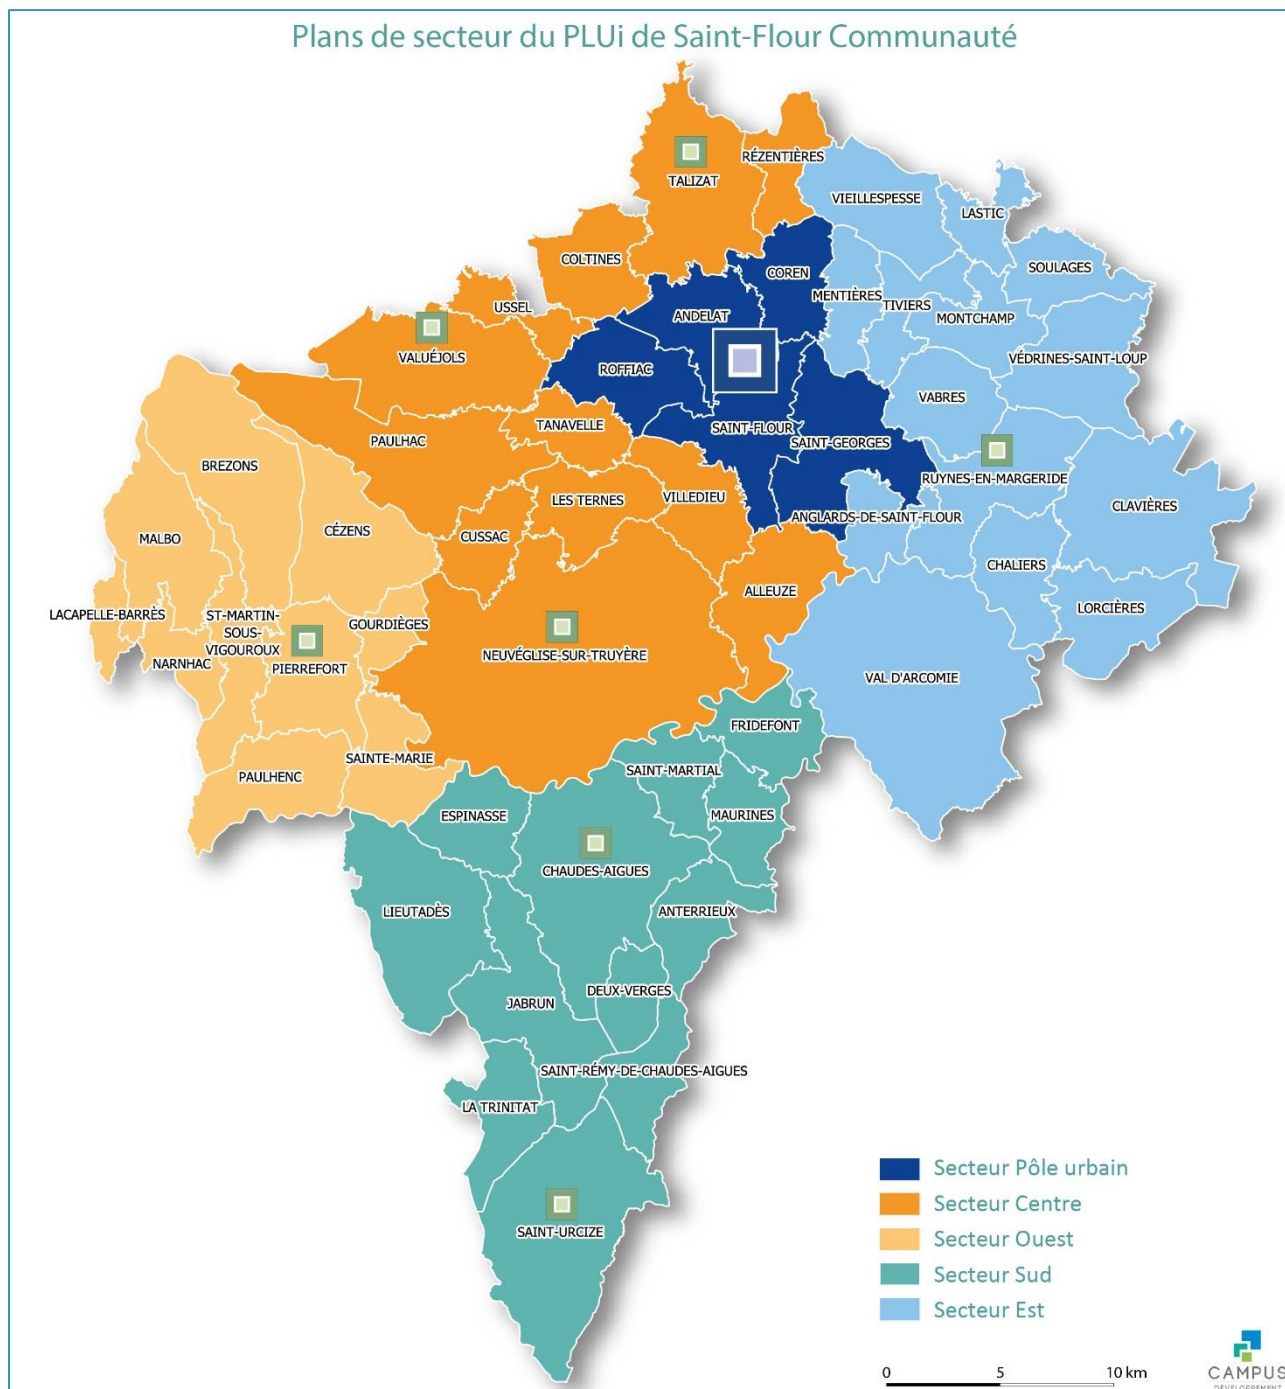 Plans de secteur du PLUi de Saint-Flour Communauté
RÉZENTIÈRES
TALIZAT
VIEILLESPESSE
LASTIC
COLTINES
COREN
SOULAGES
MENTIÈRES
TIVIERS
USSEL
ANDELAT
MONTCHAMP
VALUÉJOLS
VÉDRINES-SAINT-LOUP
ROFFIAC
VABRES
TANAVELLE
SAINT-FLOUR
PAULHAC
SAINT-GEORGES
BREZONS
RUYNES-EN-MARGERIDE
VILLEDIEU
LES TERNES
CLAVIÈRES
ANGLARDS-DE-SAINT-FLOUR
CÉZENS
CUSSAC
MALBO
CHALIERS
ALLEUZE
LORCIÈRES
LACAPELLE-BARRÈS
ST-MARTIN-
SOUS-
VIGOUROUX
GOURDIÈGES
NEUVÉGLISE-SUR-TRUYÈRE
NARNHAC
PIERREFORT
VAL D'ARCOMIE
FRIDEFONT
SAINTE-MARIE
SAINT-MARTIAL
PAULHENC
ESPINASSE
MAURINES
CHAUDES-AIGUES
LIEUTADÈS
ANTERRIEUX
DEUX-VERGES
JABRUN
SAINT-RÉMY-DE-CHAUDES-AIGUES
LA TRINITAT
SAINT-URCIZE
Secteur Pôle urbain
Secteur Centre
Secteur Ouest
Secteur Sud
Secteur Est
0 5 10 km
CAMPUS
DÉVELOPPEMENT